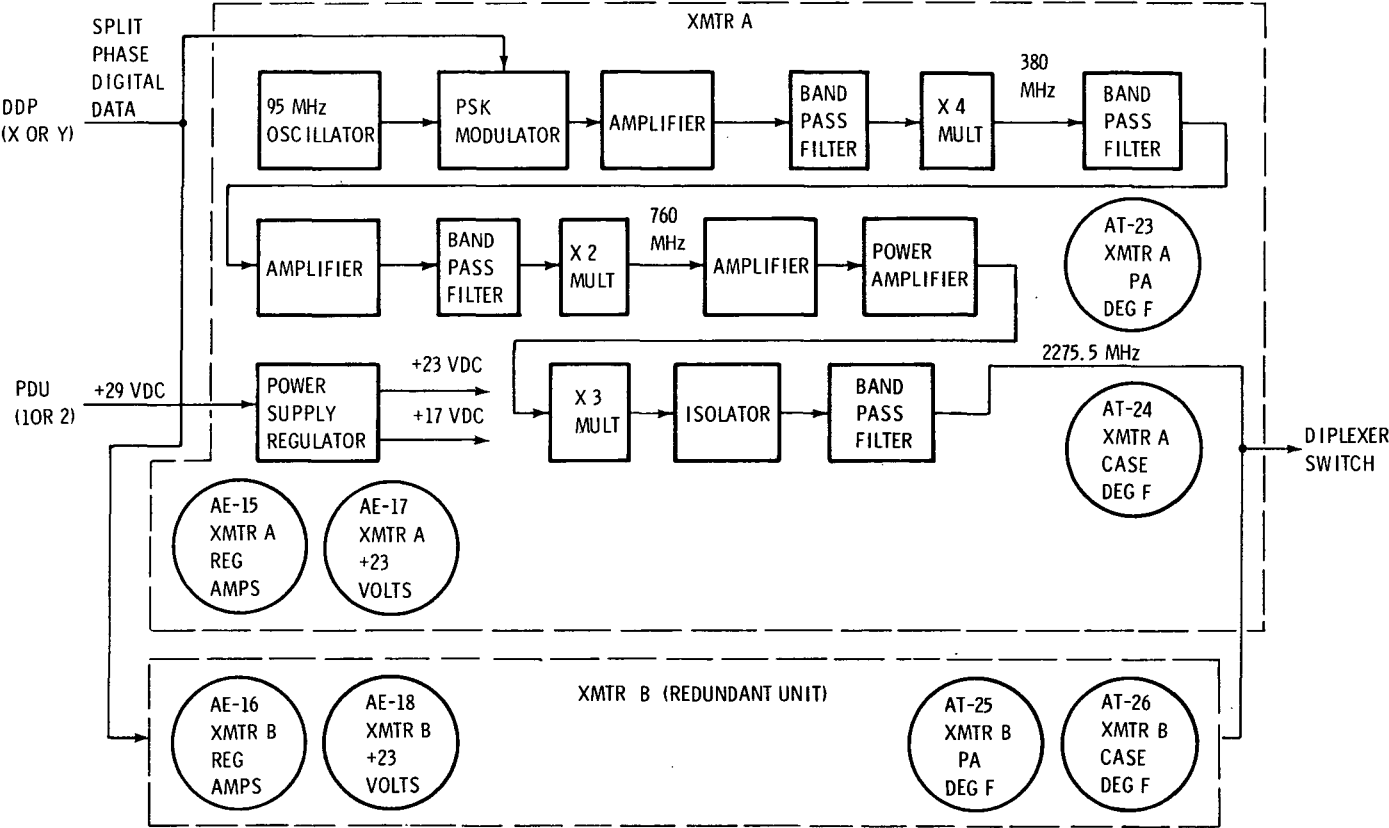 XMTR A
SPLIT
PHASE
DIGITAL
DATA
DDP
(X OR Y)
95 MHz
OSCILLATOR
PSK
MODULATOR
AMPLIFIER
BAND
PASS
FILTER
X 4
MULT
380
MHz
BAND
PASS
FILTER
AMPLIFIER
BAND
PASS
FILTER
X 2
MULT
760
MHz
AMPLIFIER
POWER
AMPLIFIER
AT-23
XMTR A
PA
DEG F
PDU
(1OR 2)
+29 VDC
POWER
SUPPLY
REGULATOR
+23 VDC
+17 VDC
X 3
MULT
ISOLATOR
BAND
PASS
FILTER
2275.5 MHz
AT-24
XMTR A
CASE
DEG F
DIPLEXER
SWITCH
AE-15
XMTR A
REG
AMPS
AE-17
XMTR A
+23
VOLTS
AE-16
XMTR B
REG
AMPS
AE-18
XMTR B
+23
VOLTS
XMTR B (REDUNDANT UNIT)
AT-25
XMTR B
PA
DEG F
AT-26
XMTR B
CASE
DEG F